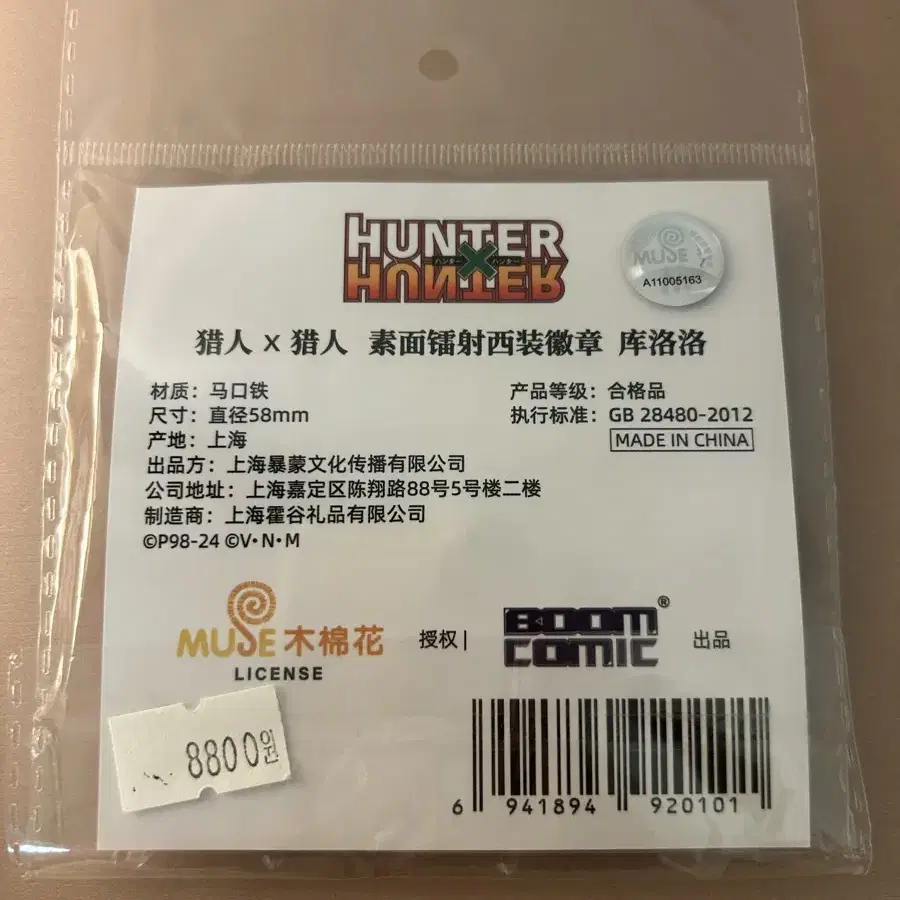 HUNTER
ハンター×ハンター
HUNTER
MUSE
A11005163
猎人 x 猎人 素面镭射西装徽章 库洛洛
材质：马口铁
产品等级：合格品
尺寸：直径58mm
执行标准：GB 28480-2012
产地：上海
MADE IN CHINA
出品方：上海暴蒙文化传播有限公司
公司地址：上海嘉定区陈翔路88号5号楼二楼
制造商：上海霍谷礼品有限公司
©P98-24 ©V·N·M
MUSE 木棉花
LICENSE
授权|
BOOM COMIC®
出品
8800원
6 941894 920101